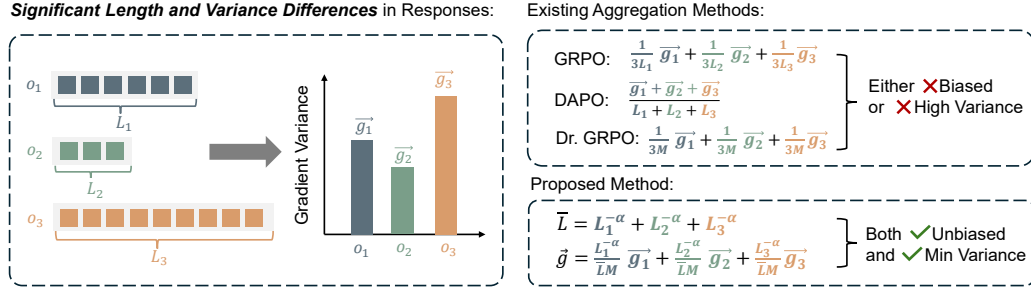 Significant Length and Variance Differences in Responses:
o₁
L₁
o₂
L₂
o₃
L₃
Gradient Variance
g₁→
g₂→
g₃→
o₁ o₂ o₃
Existing Aggregation Methods:
GRPO: 1/(3L₁) g₁→ + 1/(3L₂) g₂→ + 1/(3L₃) g₃→
DAPO: (g₁→ + g₂→ + g₃→)/(L₁ + L₂ + L₃)
Dr. GRPO: 1/(3M) g₁→ + 1/(3M) g₂→ + 1/(3M) g₃→
Either ✕Biased
or ✕High Variance
Proposed Method:
L̅ = L₁^(-α) + L₂^(-α) + L₃^(-α)
g⃗ = L₁^(-α)/(L̅M) g₁→ + L₂^(-α)/(L̅M) g₂→ + L₃^(-α)/(L̅M) g₃→
Both ✓Unbiased
and ✓Min Variance